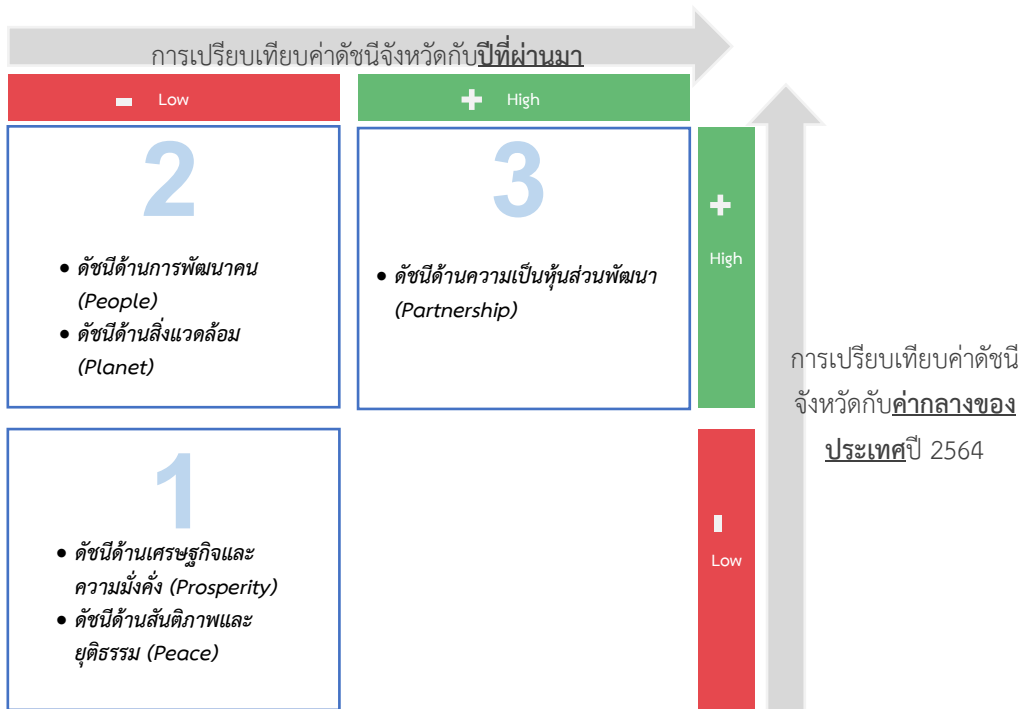 การเปรียบเทียบค่าดัชนีจังหวัดกับปีที่ผ่านมา
- Low
+ High
2
• ดัชนีด้านการพัฒนาคน
(People)
• ดัชนีด้านสิ่งแวดล้อม
(Planet)
3
• ดัชนีด้านความเป็นหุ้นส่วนพัฒนา
(Partnership)
+
High
การเปรียบเทียบค่าดัชนี
จังหวัดกับค่ากลางของ
ประเทศปี 2564
1
• ดัชนีด้านเศรษฐกิจและ
ความมั่งคั่ง (Prosperity)
• ดัชนีด้านสันติภาพและ
ยุติธรรม (Peace)
-
Low